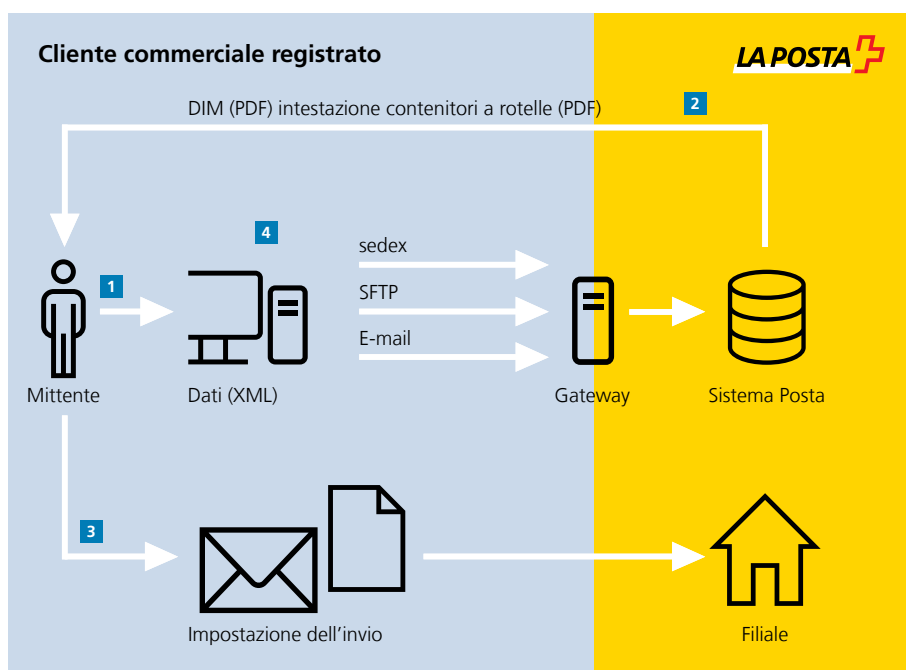 Cliente commerciale registrato
LA POSTA
DIM (PDF) intestazione contenitori a rotelle (PDF)
2
4
sedex
1
SFTP
E-mail
Mittente
Dati (XML)
Gateway
Sistema Posta
3
Impostazione dell'invio
Filiale